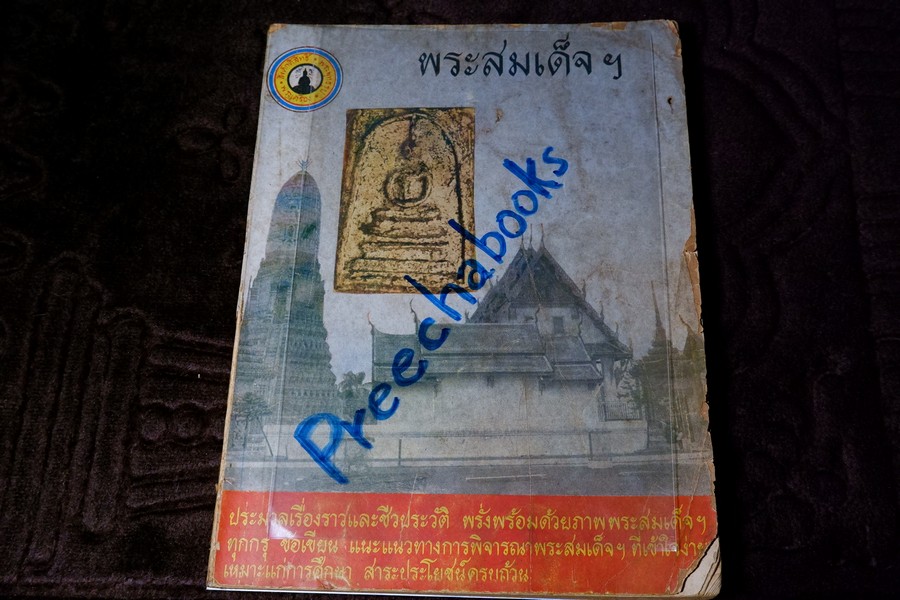 พระสมเด็จ ฯ
Preechabooks
ประมวลเรื่องราวและชีวประวัติ พรั่งพร้อมด้วยภาพพระสมเด็จฯ
ทุกกรุ ข้อเขียน แนะแนวทางการพิจารณาพระสมเด็จฯ ที่เข้าใจง่าย
เหมาะแก่การศึกษา สาระประโยชน์ครบถ้วน